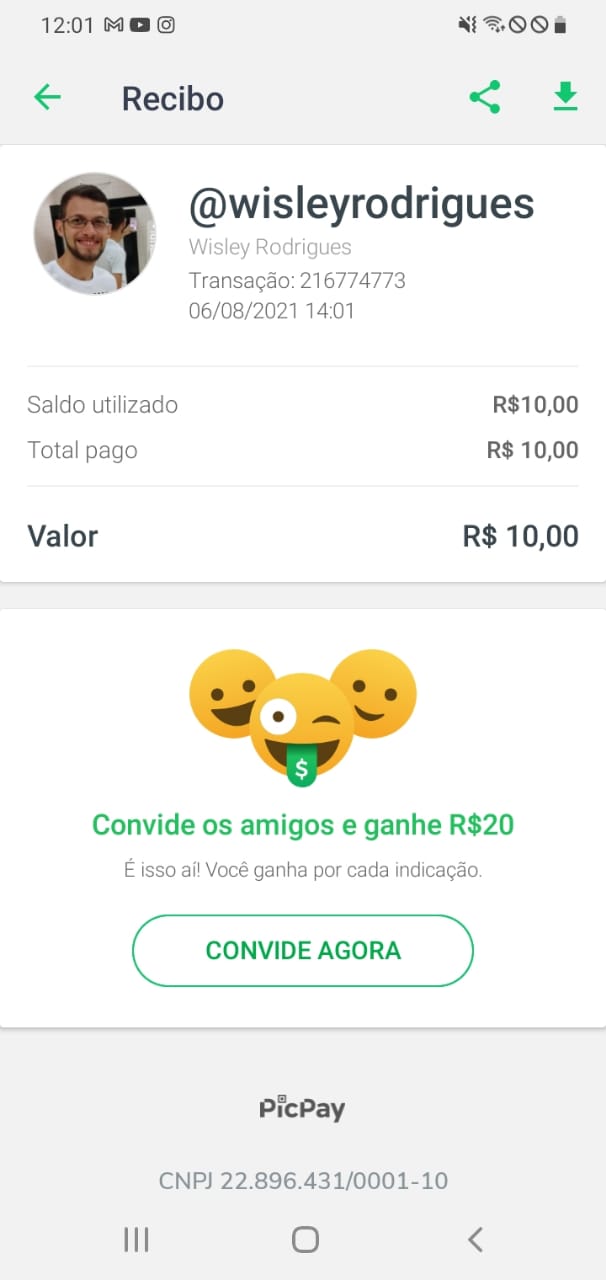 12:01
Recibo
@wisleyrodrigues
Wisley Rodrigues
Transação: 216774773
06/08/2021 14:01
Saldo utilizado R$10,00
Total pago R$ 10,00
Valor R$ 10,00
$
Convide os amigos e ganhe R$20
É isso aí! Você ganha por cada indicação.
CONVIDE AGORA
PicPay
CNPJ 22.896.431/0001-10